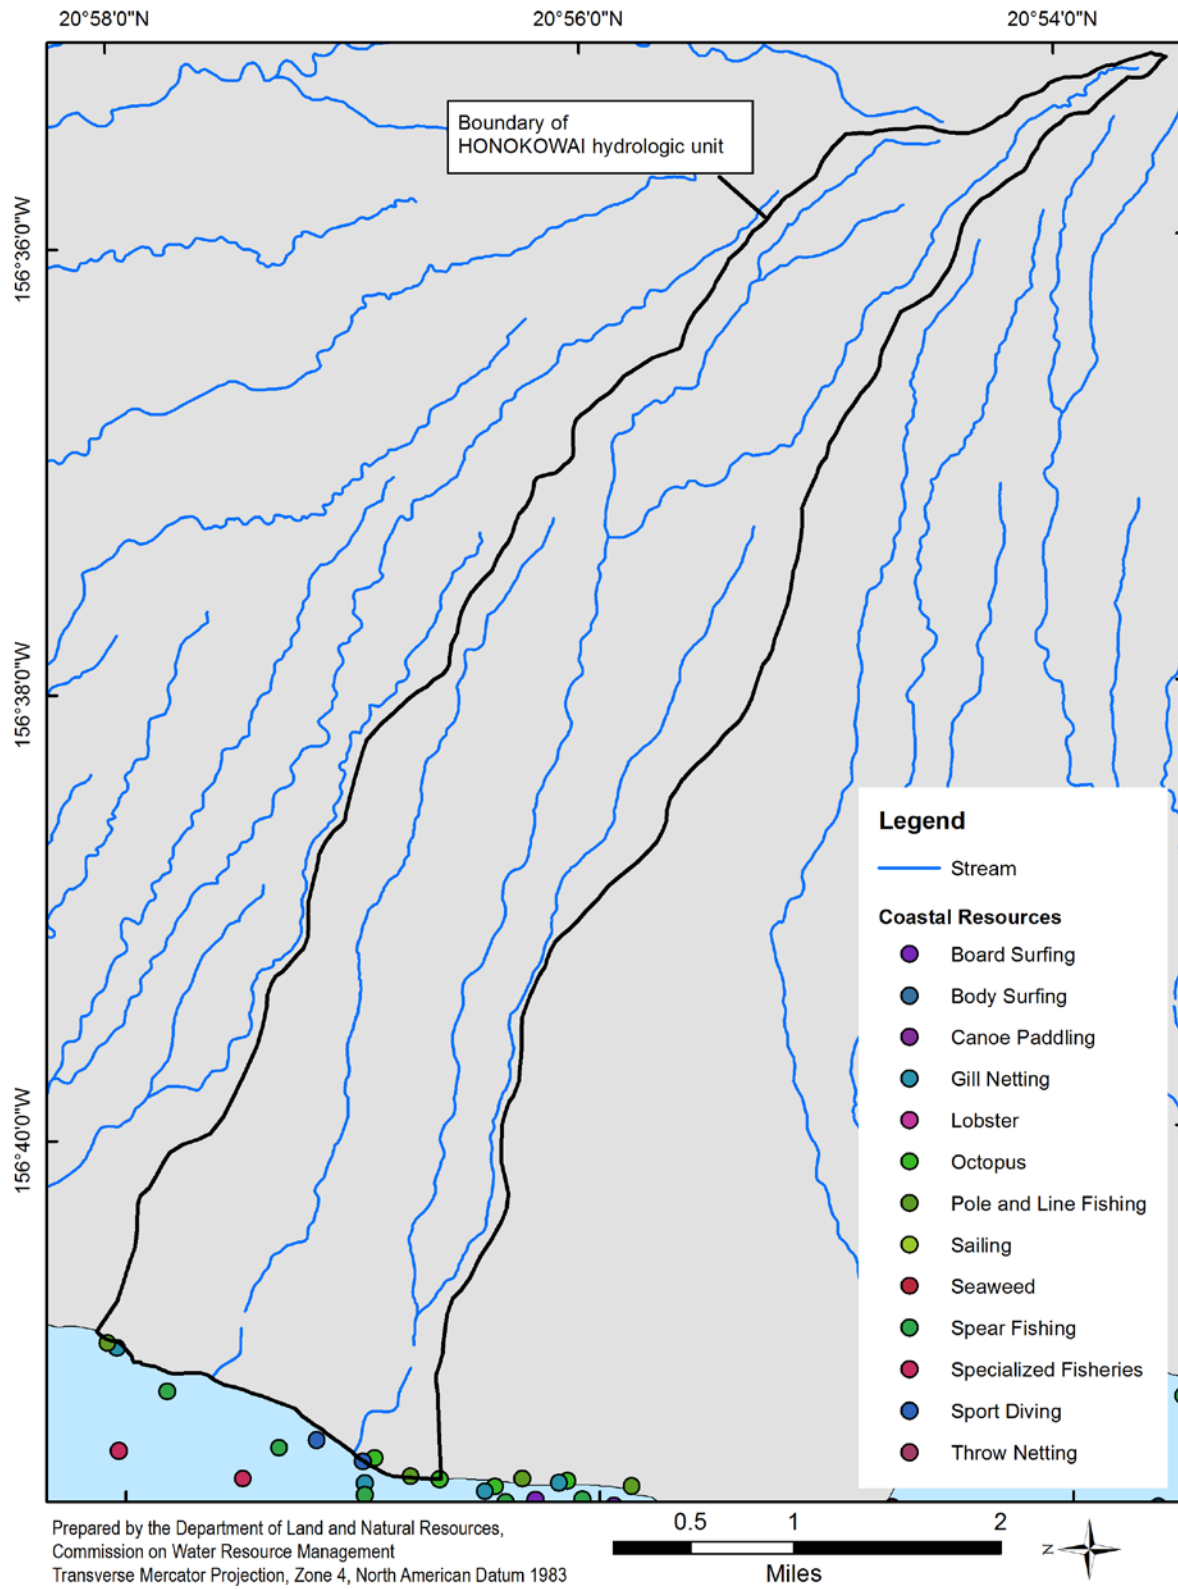 20°58'0"N
20°56'0"N
20°54'0"N
Boundary of
HONOKOWAI hydrologic unit
156°36'0"W
156°38'0"W
156°40'0"W
Legend
Stream
Coastal Resources
Board Surfing
Body Surfing
Canoe Paddling
Gill Netting
Lobster
Octopus
Pole and Line Fishing
Sailing
Seaweed
Spear Fishing
Specialized Fisheries
Sport Diving
Throw Netting
Prepared by the Department of Land and Natural Resources,
Commission on Water Resource Management
Transverse Mercator Projection, Zone 4, North American Datum 1983
0.5 1 2
Miles
N